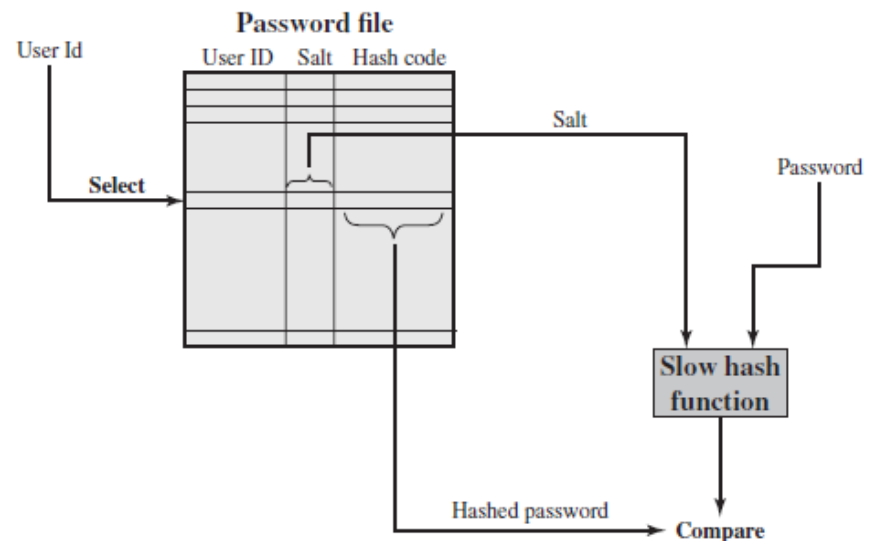 Password file
User Id
User ID Salt Hash code
Salt
Password
Select
Slow hash
function
Hashed password
Compare